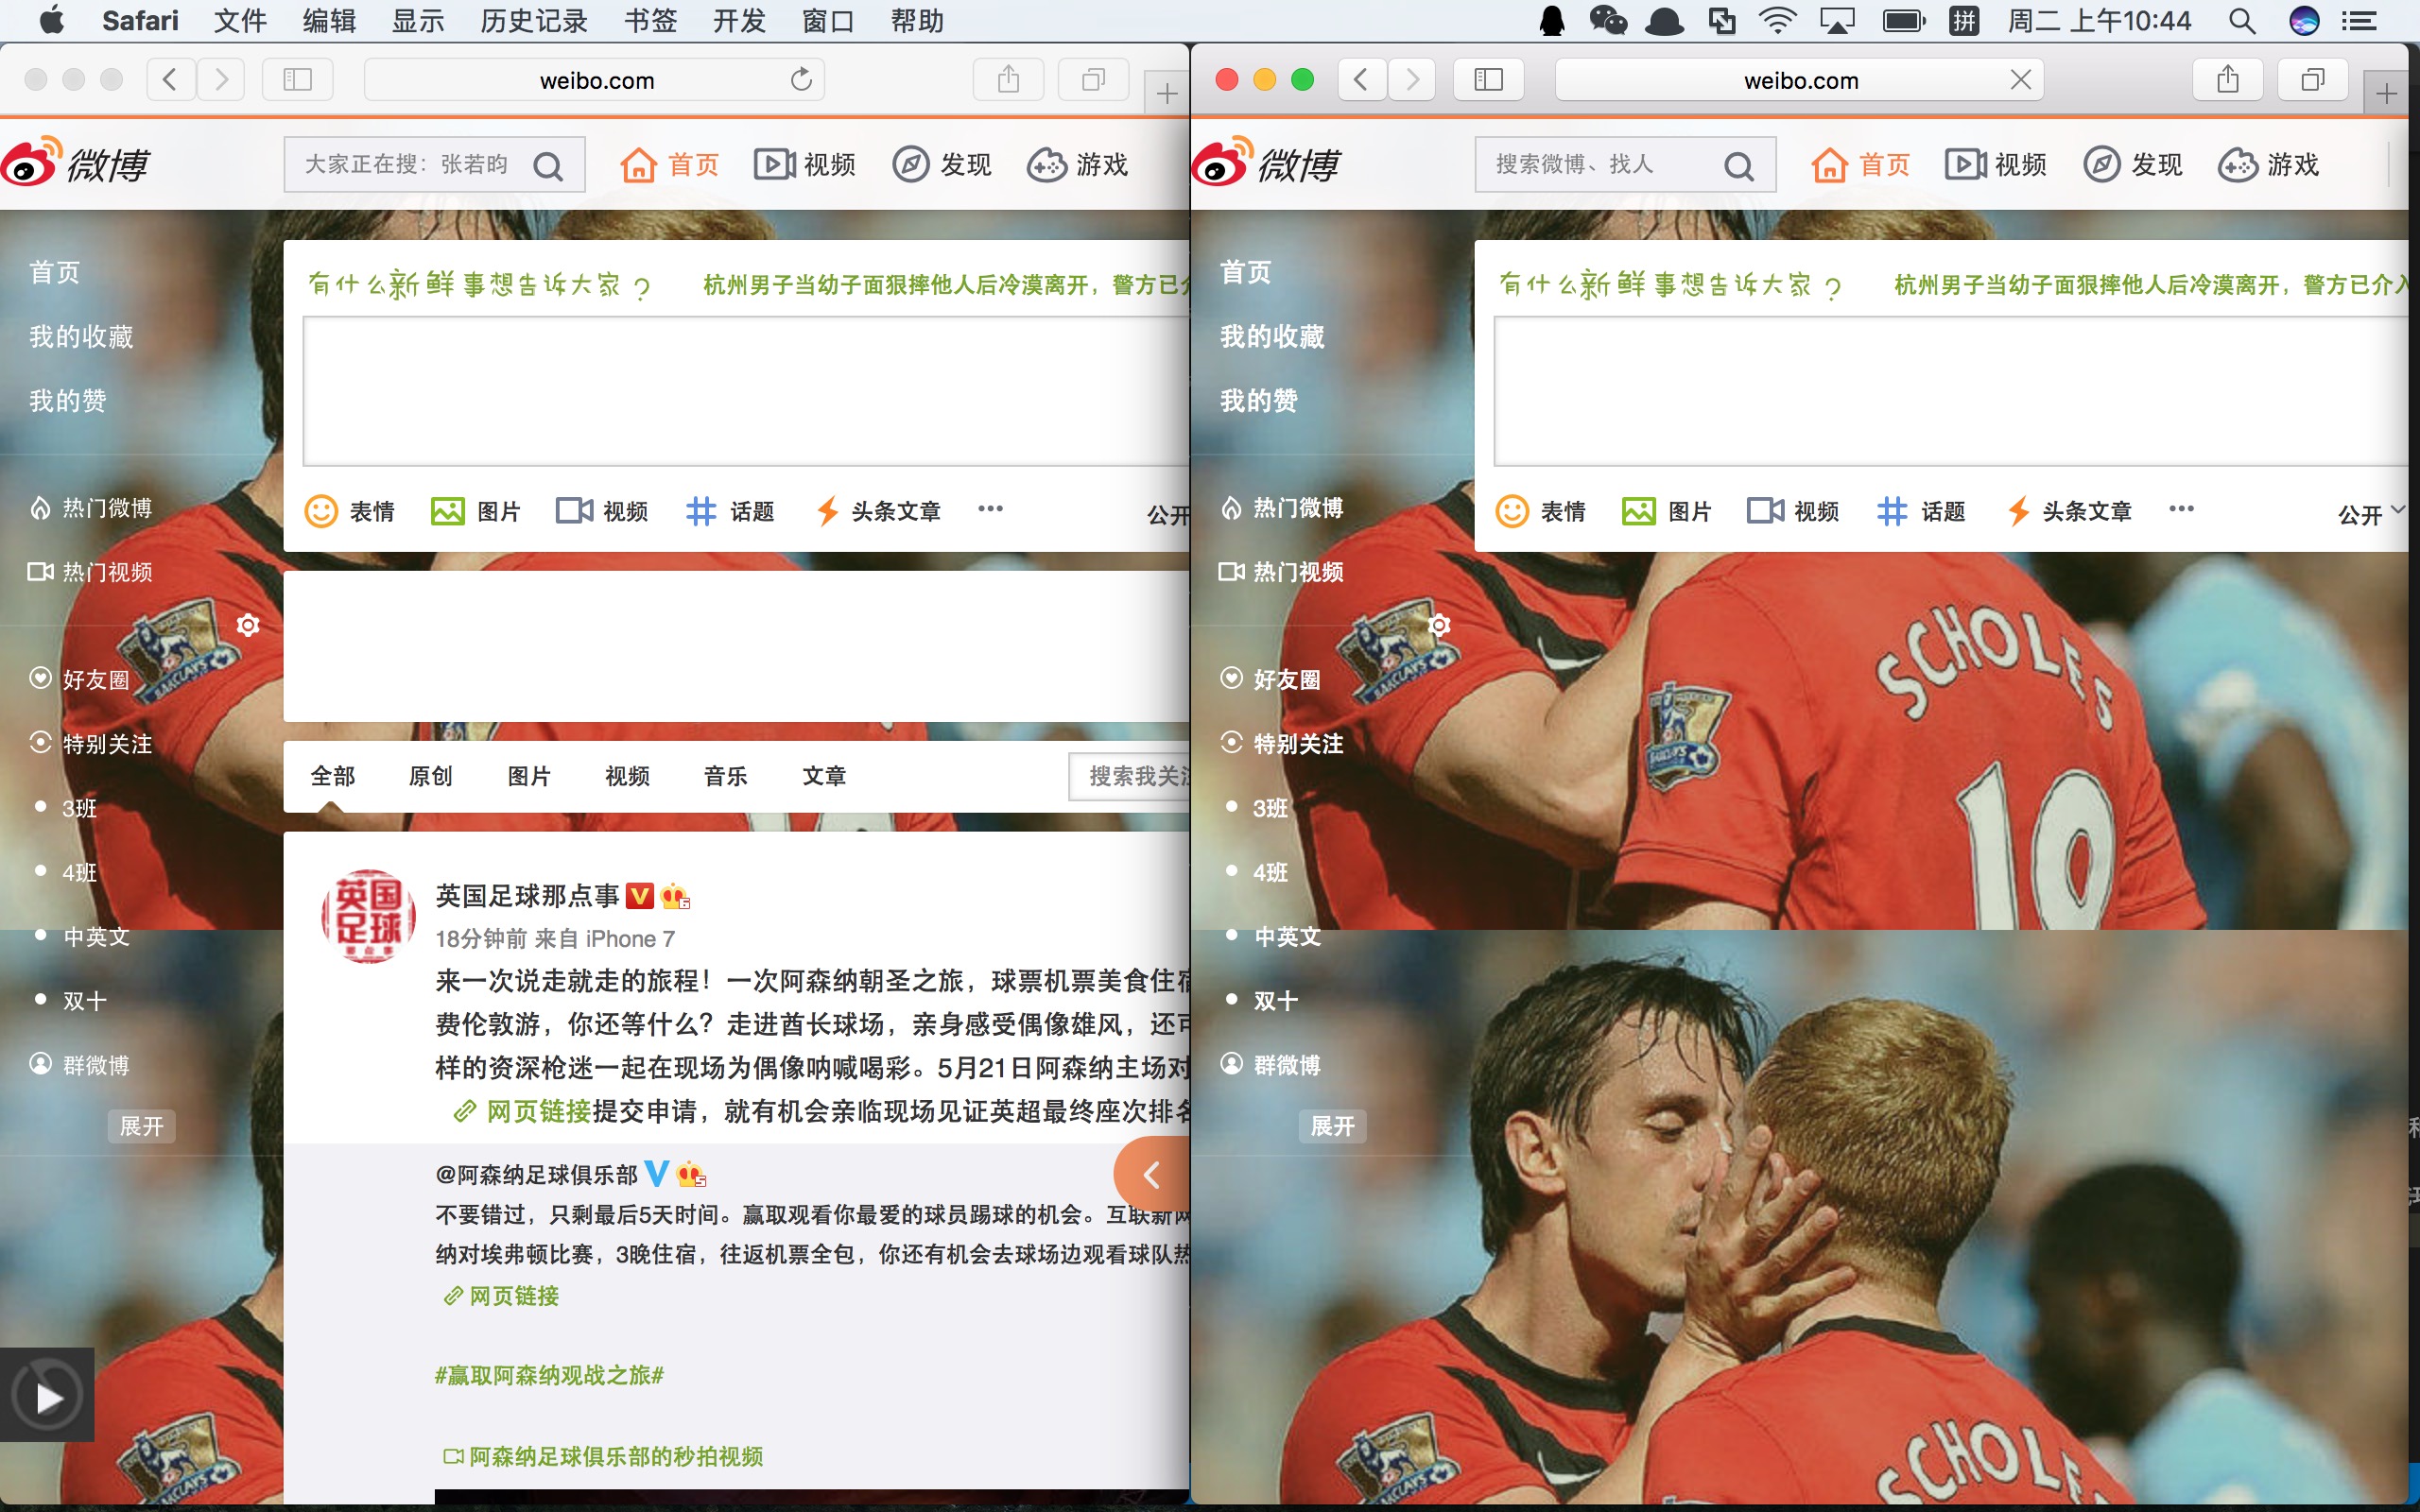 Safari 文件 编辑 显示 历史记录 书签 开发 窗口 帮助 拼 周二 上午10:44
weibo.com
微博 大家正在搜：张若昀 首页 视频 发现 游戏
首页
我的收藏
我的赞
热门微博
热门视频
好友圈
特别关注
3班
4班
中英文
双十
群微博
展开
有什么新鲜事想告诉大家？ 杭州男子当幼子面狠摔他人后冷漠离开，警方已介
表情 图片 视频 话题 头条文章 ··· 公开
全部 原创 图片 视频 音乐 文章 搜索我关注
英国足球
英国足球那点事 V 6
18分钟前 来自 iPhone 7
来一次说走就走的旅程！一次阿森纳朝圣之旅，球票机票美食住宿
费伦敦游，你还等什么？走进酋长球场，亲身感受偶像雄风，还可
样的资深枪迷一起在现场为偶像呐喊喝彩。5月21日阿森纳主场对
网页链接提交申请，就有机会亲临现场见证英超最终座次排名
@阿森纳足球俱乐部 V 5
不要错过，只剩最后5天时间。赢取观看你最爱的球员踢球的机会。互联新网
纳对埃弗顿比赛，3晚住宿，往返机票全包，你还有机会去球场边观看球队热
网页链接
#赢取阿森纳观战之旅#
阿森纳足球俱乐部的秒拍视频
BARCLAYS
BARCLAYS
weibo.com
微博 搜索微博、找人 首页 视频 发现 游戏
首页
我的收藏
我的赞
热门微博
热门视频
好友圈
特别关注
3班
4班
中英文
双十
群微博
展开
有什么新鲜事想告诉大家？ 杭州男子当幼子面狠摔他人后冷漠离开，警方已介入
表情 图片 视频 话题 头条文章 ··· 公开
BARCLAYS
SCHOLES
18
SCHOLES